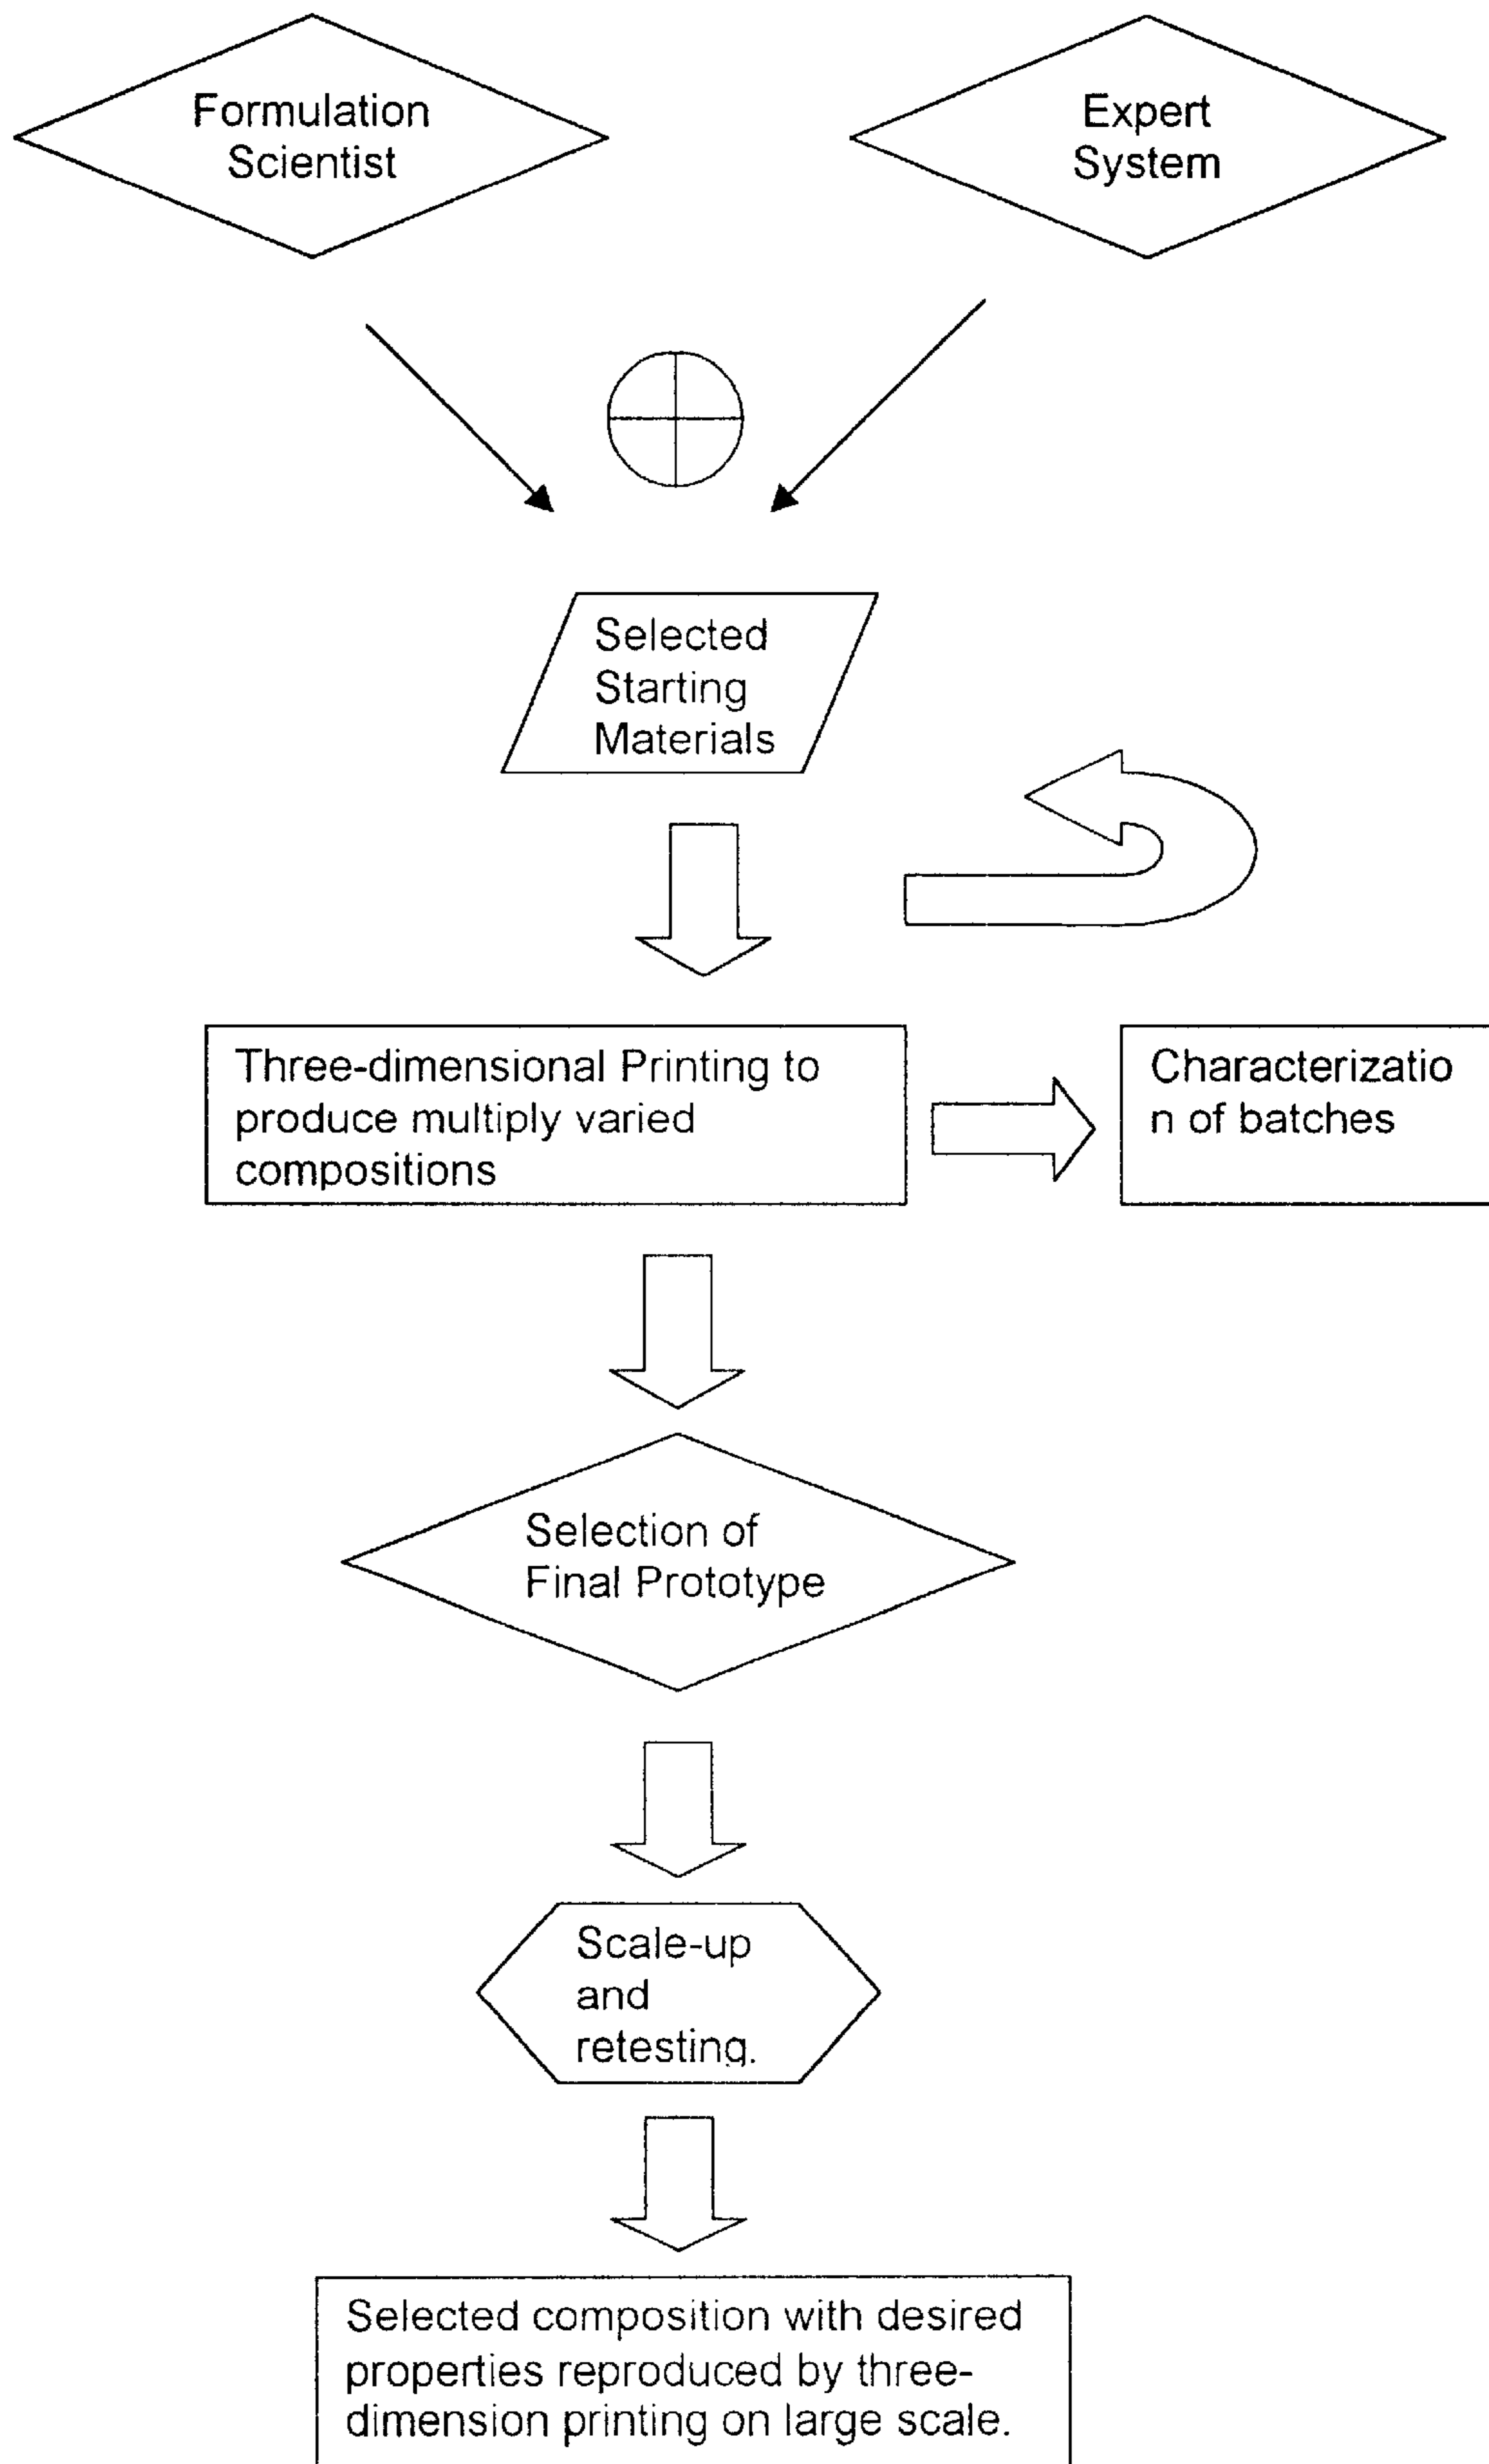 Formulation
Scientist
Expert
System
Selected
Starting
Materials
Three-dimensional Printing to
produce multiply varied
compositions
Characterizatio
n of batches
Selection of
Final Prototype
Scale-up
and
retesting.
Selected composition with desired
properties reproduced by three-
dimension printing on large scale.